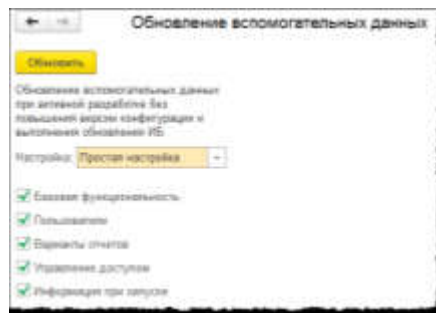 Обновление вспомогательных данных
Обновить
Обновление вспомогательных данных
при активной разработке без
повышения версии конфигурации и
выполнения обновления ИБ.
Настройка: Простая настройка
Базовая функциональность
Пользователи
Варианты отчетов
Управление доступом
Информация при запуске